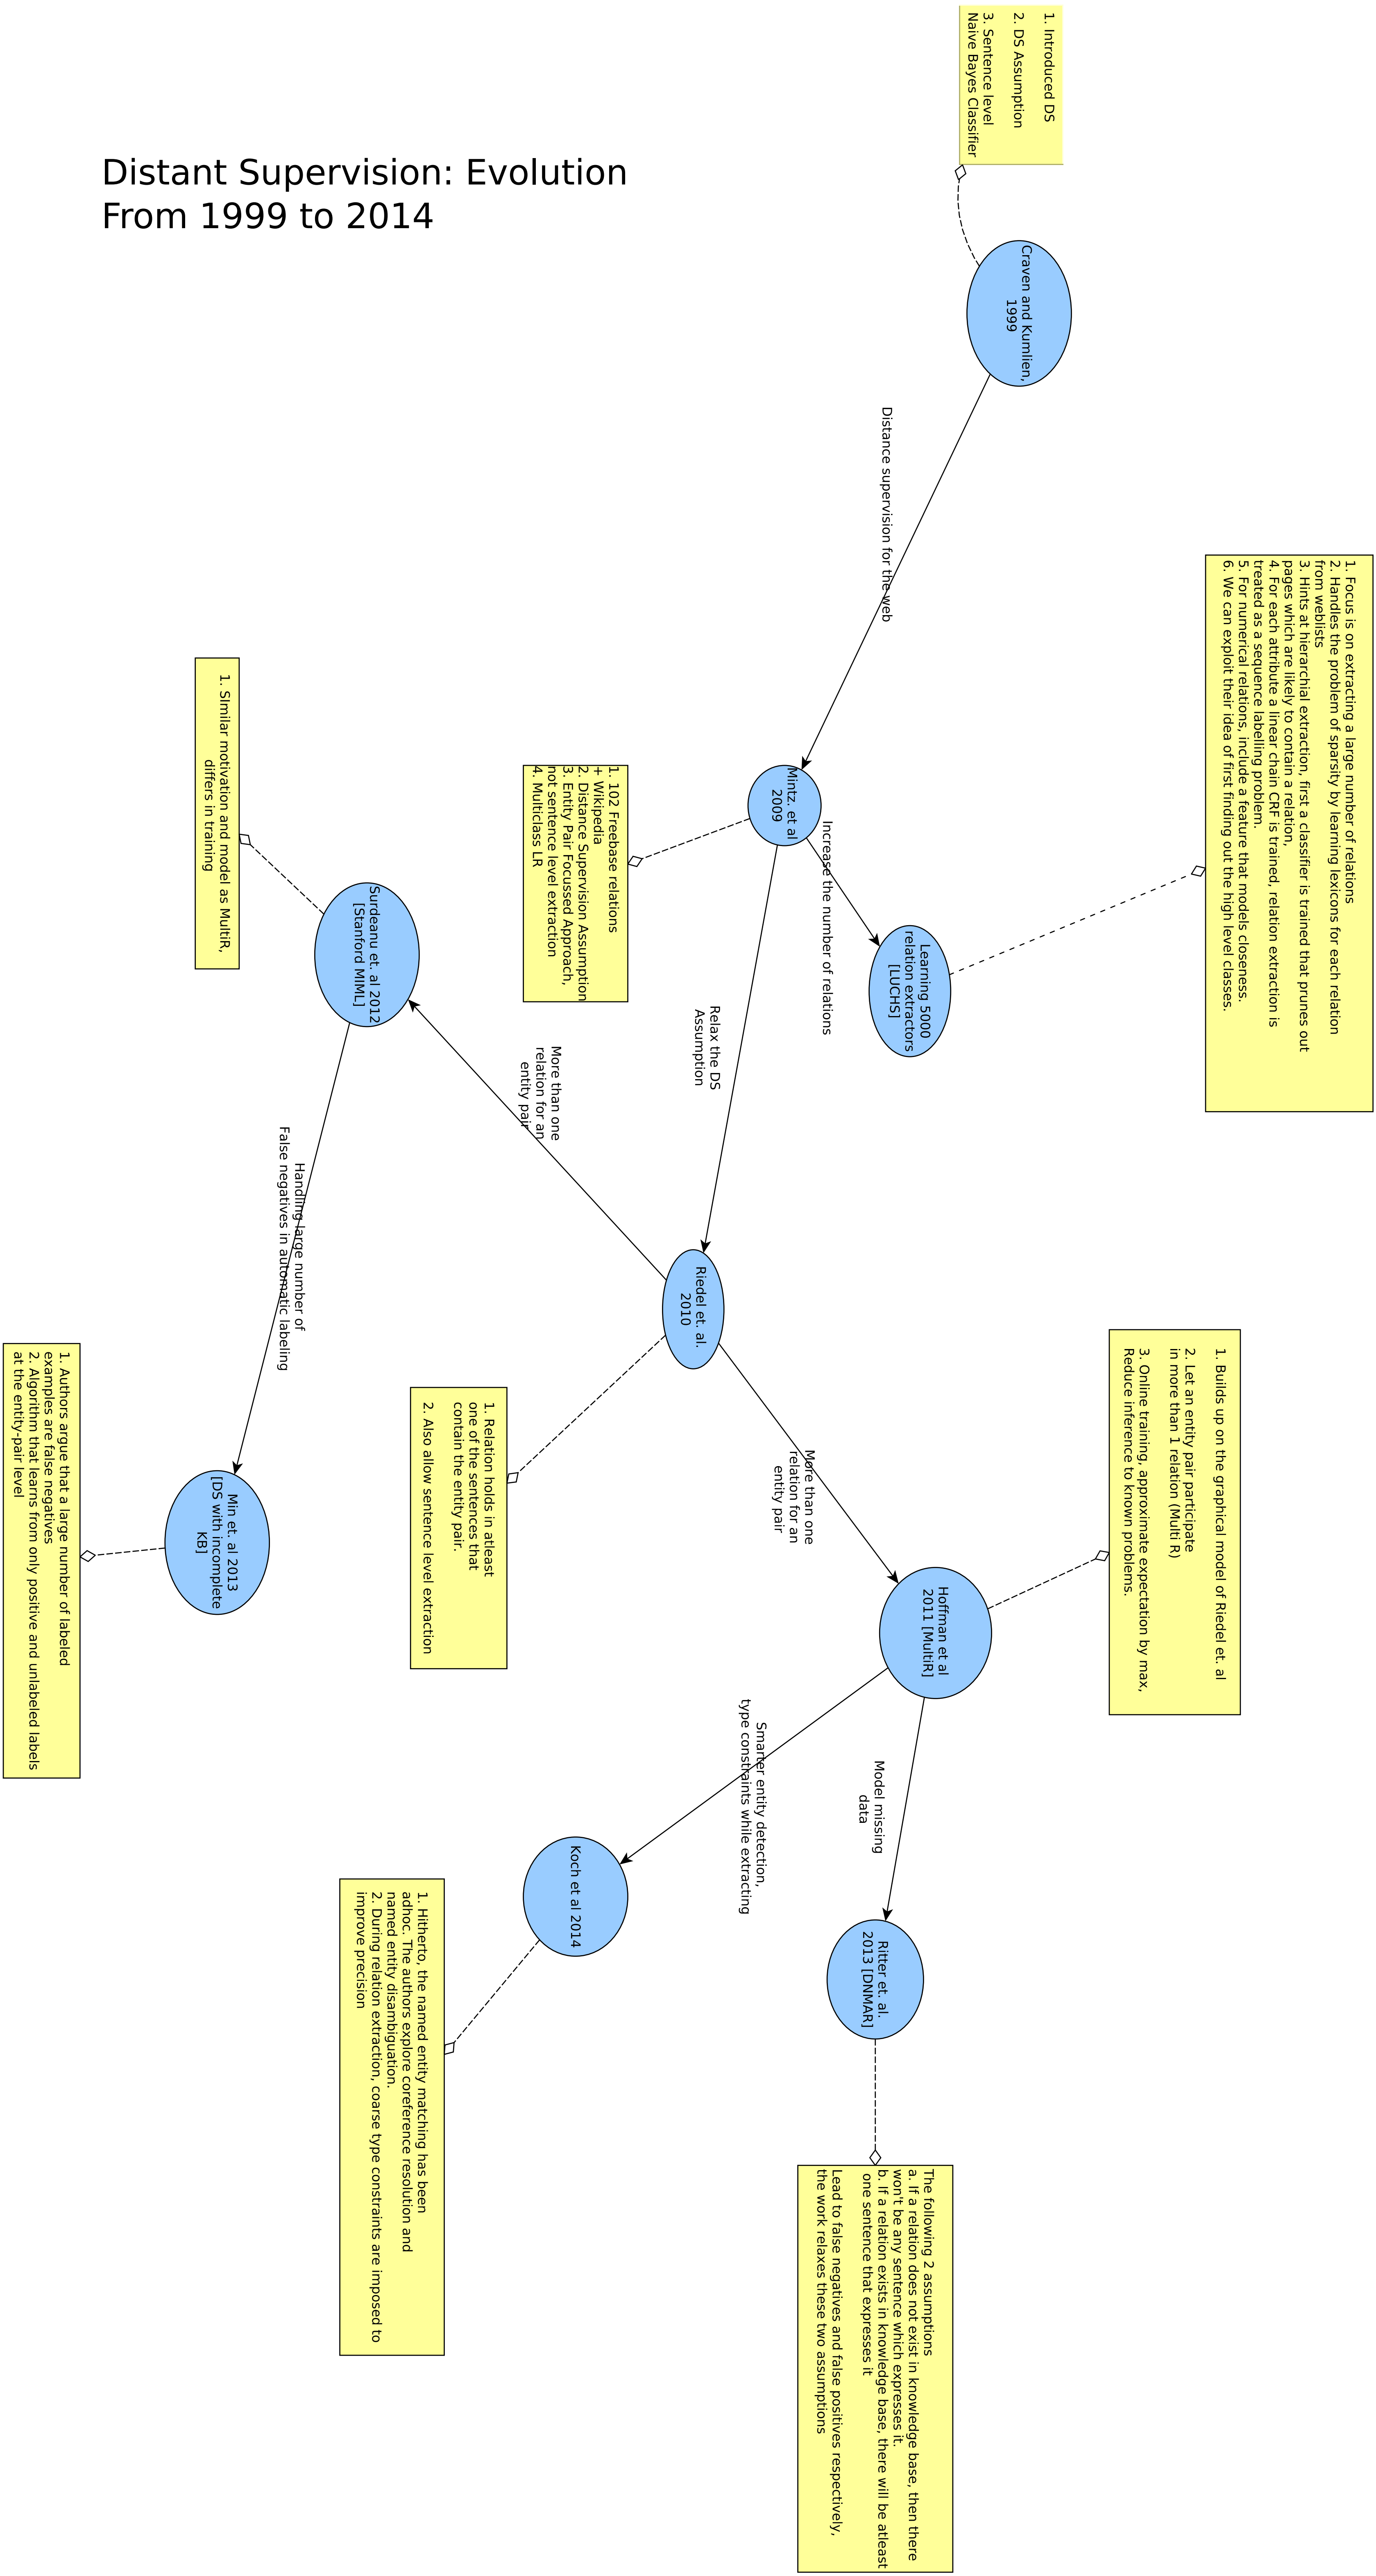 Distant Supervision: Evolution
From 1999 to 2014
1. Introduced DS
2. DS Assumption
3. Sentence level
Naive Bayes Classifier
Craven and Kumlien,
1999
Distance supervision for the web
1. Focus is on extracting a large number of relations
2. Handles the problem of sparsity by learning lexicons for each relation
from weblists
3. Hints at hierarchial extraction, first a classifier is trained that prunes out
pages which are likely to contain a relation,
4. For each attribute a linear chain CRF is trained, relation extraction is
treated as a sequence labelling problem.
5. For numerical relations, include a feature that models closeness.
6. We can exploit their idea of first finding out the high level classes.
Mintz. et al
2009
Increase the number of relations
Learning 5000
relation extractors
[LUCHS]
1. 102 Freebase relations
+ Wikipedia
2. Distance Supervision Assumption
3. Entity Pair Focussed Approach,
not sentence level extraction
4. Multiclass LR
Relax the DS
Assumption
1. SImilar motivation and model as MultiR,
differs in training
Surdeanu et. al 2012
[Stanford MIML]
More than one
relation for an
entity pair
Handling large number of
False negatives in automatic labeling
Riedel et. al.
2010
1. Relation holds in atleast
one of the sentences that
contain the entity pair.
2. Also allow sentence level extraction
More than one
relation for an
entity pair
1. Builds up on the graphical model of Riedel et. al
2. Let an entity pair participate
in more than 1 relation (Multi R)
3. Online training, approximate expectation by max,
Reduce inference to known problems.
Hoffman et al
2011 [MultiR]
Min et. al 2013
[DS with incomplete
KB]
1. Authors argue that a large number of labeled
examples are false negatives
2. Algorithm that learns from only positive and unlabeled labels
at the entity-pair level
Model missing
data
Smarter entity detection,
type constraints while extracting
Koch et al 2014
1. Hitherto, the named entity matching has been
adhoc. The authors explore coreference resolution and
named entity disambiguation.
2. During relation extraction, coarse type constraints are imposed to
improve precision
Ritter et. al.
2013 [DNMAR]
The following 2 assumptions
a. If a relation does not exist in knowledge base, then there
won't be any sentence which expresses it.
b. If a relation exists in knowledge base, there will be atleast
one sentence that expresses it
Lead to false negatives and false positives respectively,
the work relaxes these two assumptions